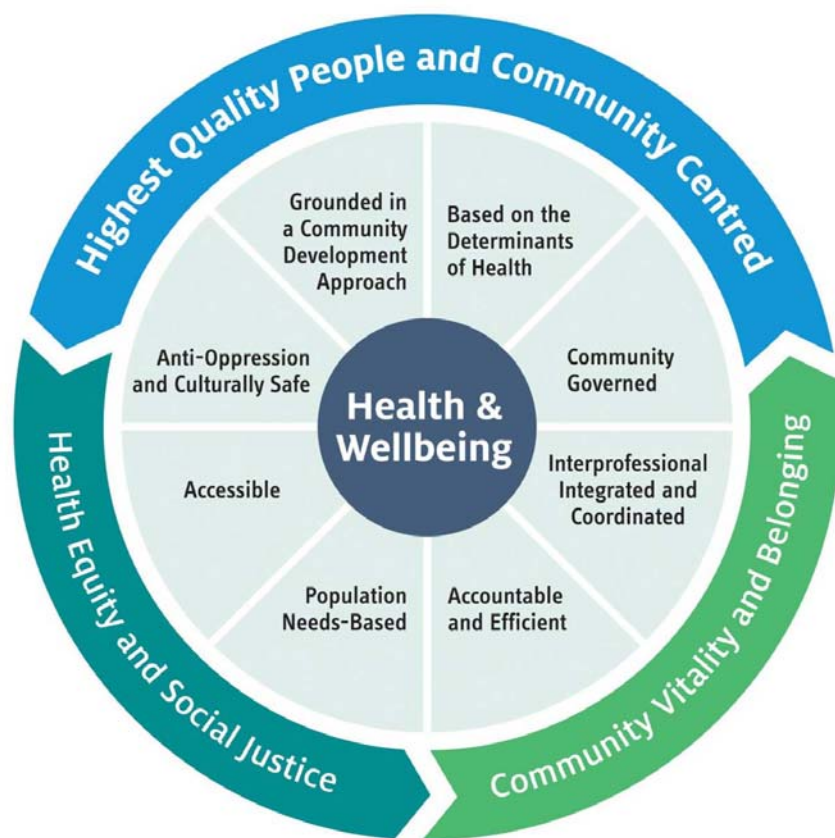 Highest Quality People and Community Centred
Grounded in
a Community
Development
Approach
Based on the
Determinants
of Health
Anti-Oppression
and Culturally Safe
Community
Governed
Health &
Wellbeing
Accessible
Interprofessional
Integrated and
Coordinated
Population
Needs-Based
Accountable
and Efficient
Health Equity and Social Justice
Community Vitality and Belonging